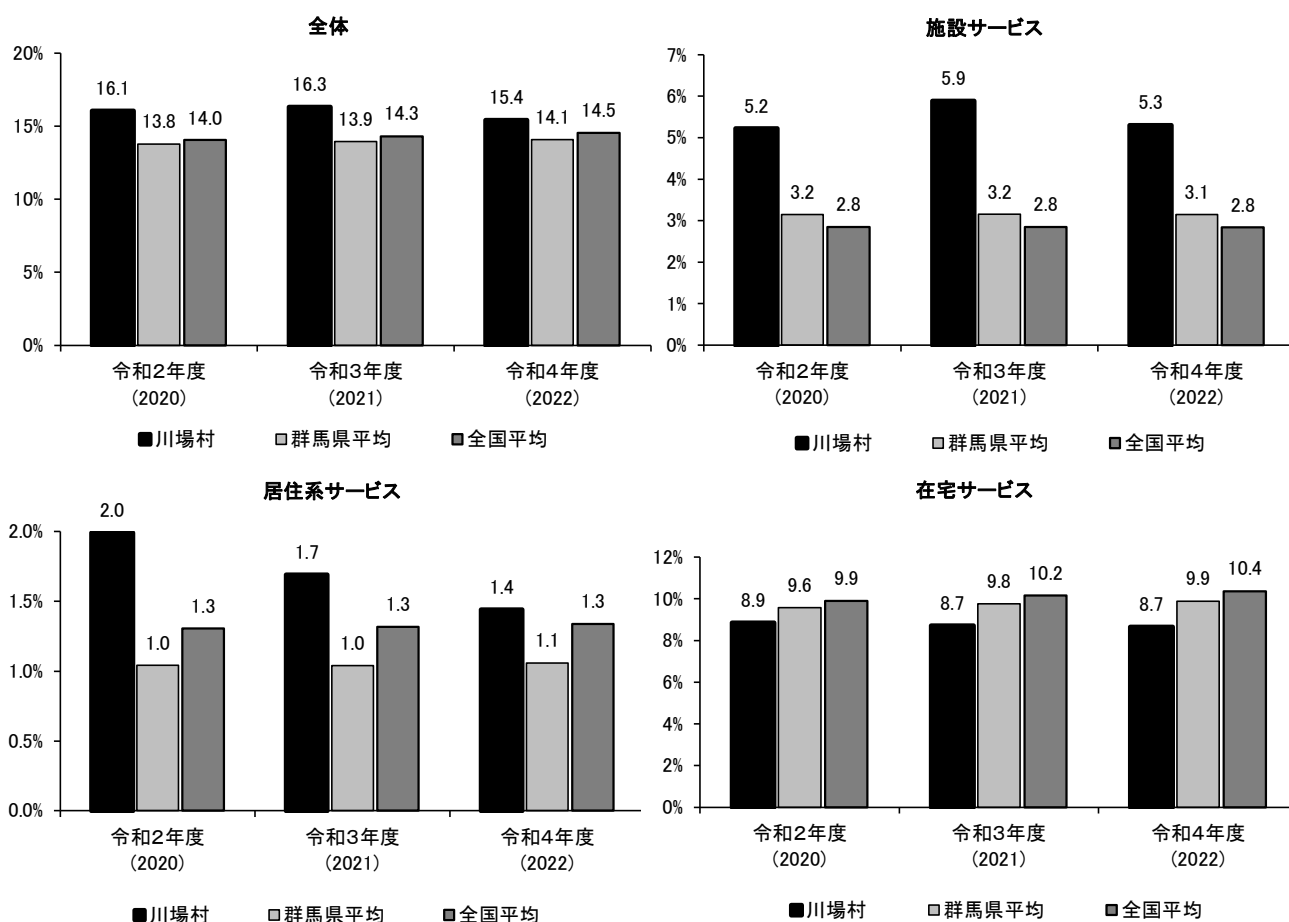 全体
20%
15%
10%
5%
0%
16.1
13.8
14.0
16.3
13.9
14.3
15.4
14.1
14.5
令和2年度
(2020)
令和3年度
(2021)
令和4年度
(2022)
川場村
群馬県平均
全国平均
施設サービス
7%
6%
5%
4%
3%
2%
1%
0%
5.2
3.2
2.8
5.9
3.2
2.8
5.3
3.1
2.8
令和2年度
(2020)
令和3年度
(2021)
令和4年度
(2022)
川場村
群馬県平均
全国平均
居住系サービス
2.0%
1.5%
1.0%
0.5%
0.0%
2.0
1.0
1.3
1.7
1.0
1.3
1.4
1.1
1.3
令和2年度
(2020)
令和3年度
(2021)
令和4年度
(2022)
川場村
群馬県平均
全国平均
在宅サービス
12%
10%
8%
6%
4%
2%
0%
8.9
9.6
9.9
8.7
9.8
10.2
8.7
9.9
10.4
令和2年度
(2020)
令和3年度
(2021)
令和4年度
(2022)
川場村
群馬県平均
全国平均